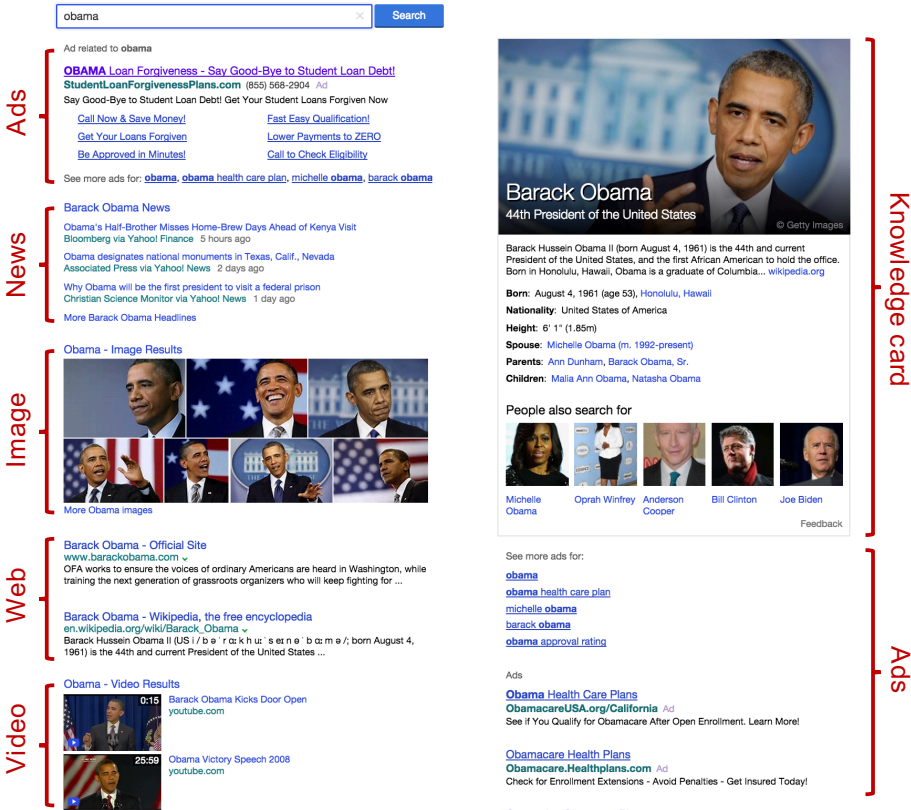 obama
Search
Ads
Ad related to obama
OBAMA Loan Forgiveness - Say Good-Bye to Student Loan Debt!
StudentLoanForgivenessPlans.com (855) 568-2904 Ad
Say Good-Bye to Student Loan Debt! Get Your Student Loans Forgiven Now
Call Now & Save Money! Fast Easy Qualification!
Get Your Loans Forgiven Lower Payments to ZERO
Be Approved in Minutes! Call to Check Eligibility
See more ads for: obama, obama health care plan, michelle obama, barack obama
News
Barack Obama News
Obama's Half-Brother Misses Home-Brew Days Ahead of Kenya Visit
Bloomberg via Yahoo! Finance 5 hours ago
Obama designates national monuments in Texas, Calif., Nevada
Associated Press via Yahoo! News 2 days ago
Why Obama will be the first president to visit a federal prison
Christian Science Monitor via Yahoo! News 1 day ago
More Barack Obama Headlines
Image
Obama - Image Results
More Obama images
Web
Barack Obama - Official Site
www.barackobama.com
OFA works to ensure the voices of ordinary Americans are heard in Washington, while
training the next generation of grassroots organizers who will keep fighting for ...
Barack Obama - Wikipedia, the free encyclopedia
en.wikipedia.org/wiki/Barack_Obama
Barack Hussein Obama II (US i / b ə ˈ r ɑː k h uː ˈ s eɪ n ə ˈ b ɑː m ə /; born August 4,
1961) is the 44th and current President of the United States ...
Video
Obama - Video Results
0:15
Barack Obama Kicks Door Open
youtube.com
25:59
Obama Victory Speech 2008
youtube.com
Knowledge card
Barack Obama
44th President of the United States
© Getty Images
Barack Hussein Obama II (born August 4, 1961) is the 44th and current
President of the United States, and the first African American to hold the office.
Born in Honolulu, Hawaii, Obama is a graduate of Columbia... wikipedia.org
Born: August 4, 1961 (age 53), Honolulu, Hawaii
Nationality: United States of America
Height: 6' 1" (1.85m)
Spouse: Michelle Obama (m. 1992-present)
Parents: Ann Dunham, Barack Obama, Sr.
Children: Malia Ann Obama, Natasha Obama
People also search for
Michelle Obama
Oprah Winfrey
Anderson Cooper
Bill Clinton
Joe Biden
Feedback
Ads
See more ads for:
obama
obama health care plan
michelle obama
barack obama
obama approval rating
Ads
Obama Health Care Plans
ObamacareUSA.org/California Ad
See if You Qualify for Obamacare After Open Enrollment. Learn More!
Obamacare Health Plans
Obamacare.Healthplans.com Ad
Check for Enrollment Extensions - Avoid Penalties - Get Insured Today!